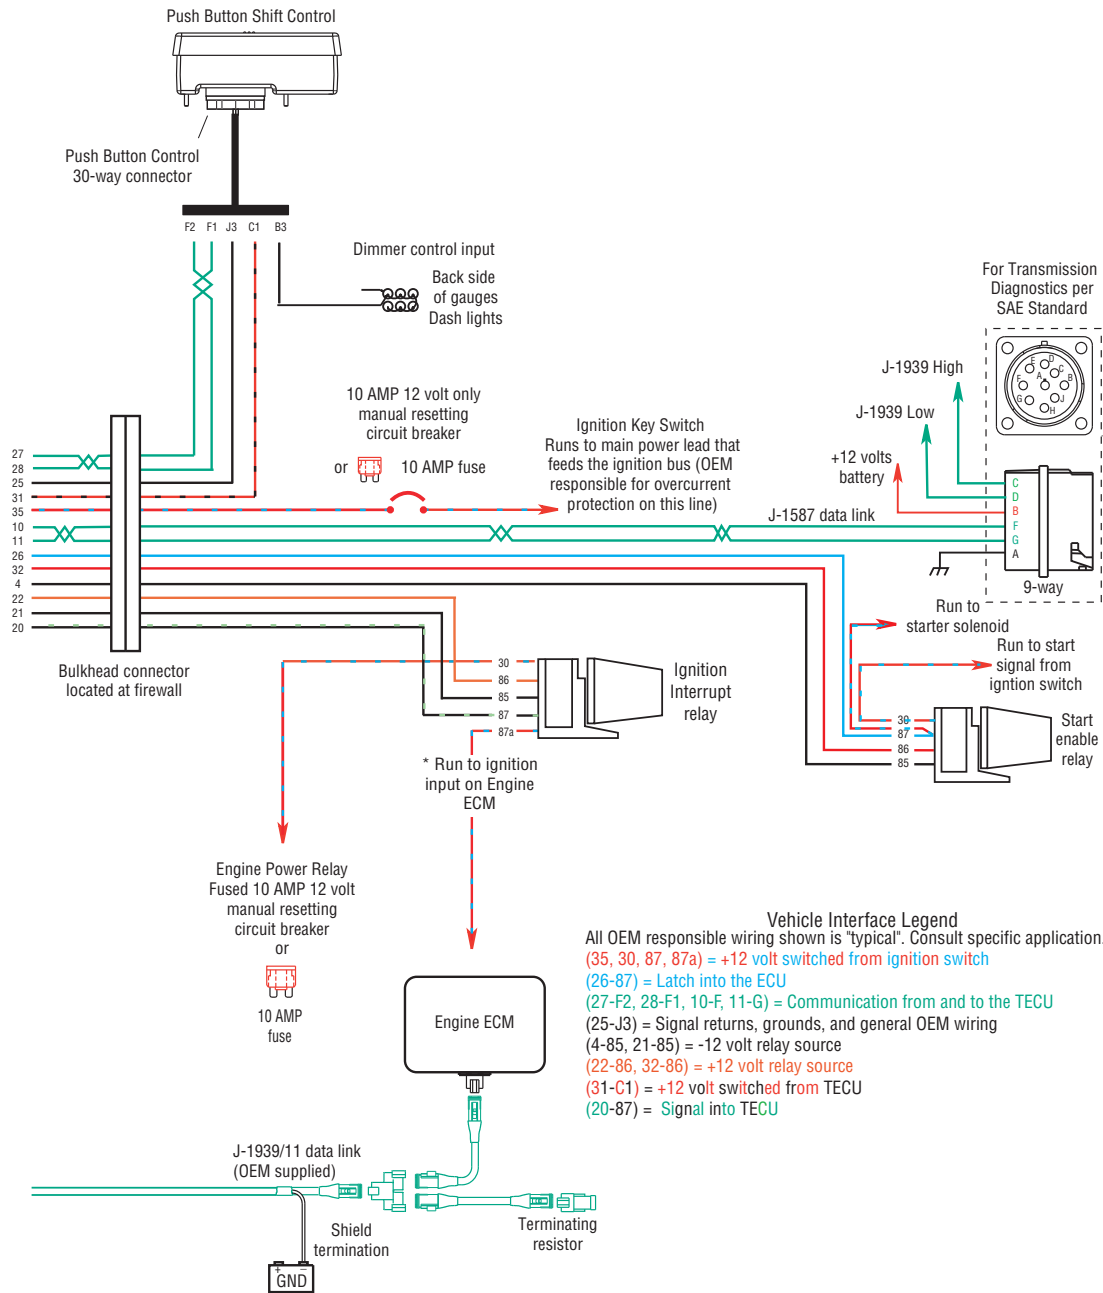 Push Button Shift Control
Push Button Control
30-way connector
F2 F1 J3 C1 B3
Dimmer control input
Back side
of gauges
Dash lights
For Transmission
Diagnostics per
SAE Standard
E D
C
F A B
G J
H
J-1939 High
J-1939 Low
+12 volts
battery
10 AMP 12 volt only
manual resetting
circuit breaker
or 10 AMP fuse
Ignition Key Switch
Runs to main power lead that
feeds the ignition bus (OEM
responsible for overcurrent
protection on this line)
J-1587 data link
27
28
25
31
35
10
11
26
32
4
22
21
20
C
D
B
F
G
A
9-way
Bulkhead connector
located at firewall
Run to
starter solenoid
Run to start
signal from
igntion switch
30
86
85
87
87a
Ignition
Interrupt
relay
30
87
86
85
Start
enable
relay
* Run to ignition
input on Engine
ECM
Engine Power Relay
Fused 10 AMP 12 volt
manual resetting
circuit breaker
or
10 AMP
fuse
Engine ECM
Vehicle Interface Legend
All OEM responsible wiring shown is "typical". Consult specific application.
(35, 30, 87, 87a) = +12 volt switched from ignition switch
(26-87) = Latch into the ECU
(27-F2, 28-F1, 10-F, 11-G) = Communication from and to the TECU
(25-J3) = Signal returns, grounds, and general OEM wiring
(4-85, 21-85) = -12 volt relay source
(22-86, 32-86) = +12 volt relay source
(31-C1) = +12 volt switched from TECU
(20-87) = Signal into TECU
J-1939/11 data link
(OEM supplied)
Shield
termination
Terminating
resistor
+ −
GND